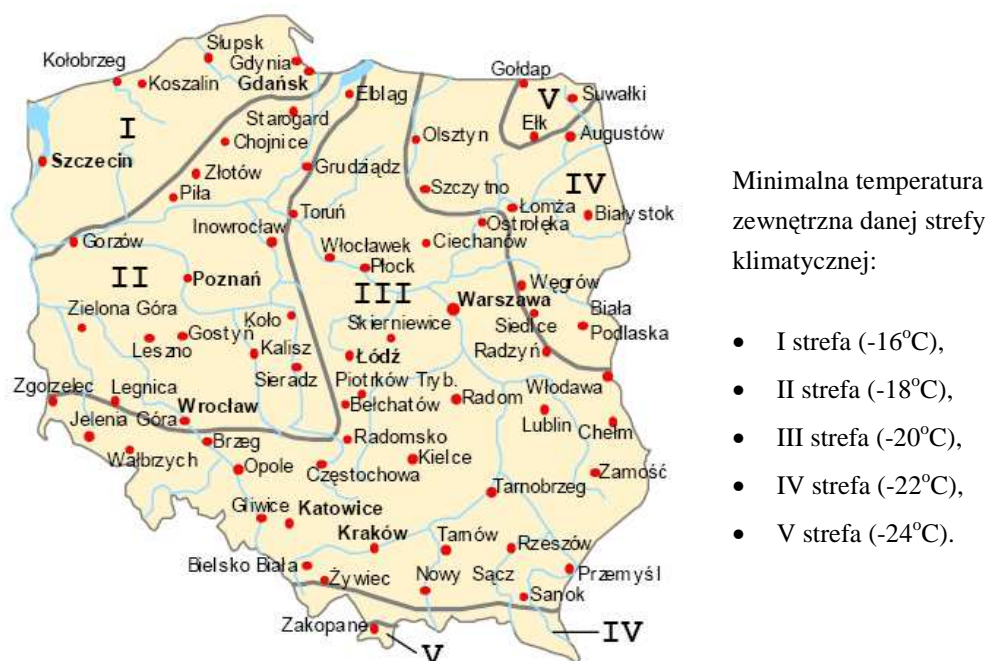 Słupsk
Kołobrzeg
Gdynia
Koszalin
Gdańsk
Elbląg
Gołdap
V
Suwałki
Starogard
I
Chojnice
Olsztyn
Ełk
Augustów
Szczecin
Złotów
Grudziądz
Piła
Szczytno
IV
Toruń
Łomża
Białystok
Inowrocław
Ostrołęka
Gorzów
Włocławek
Ciechanów
Płock
II
Poznań
III
Węgrów
Zielona Góra
Warszawa
Biała
Koło
Skierniewice
Siedlce
Podlaska
Gostyń
Leszno
Kalisz
Łódź
Radzyń
Sieradz
Piotrków Tryb.
Włodawa
Zgorzelec
Legnica
Bełchatów
Radom
Wrocław
Lublin
Jelenia Góra
Chełm
Brzeg
Radomsko
Wałbrzych
Kielce
Opole
Częstochowa
Zamość
Tarnobrzeg
Gliwice
Katowice
Kraków
Tarnów
Rzeszów
Bielsko Biała
Żywiec
Nowy Sącz
Przemyśl
Sanok
Zakopane
IV
V
Minimalna temperatura
zewnętrzna danej strefy
klimatycznej:
• I strefa (-16°C),
• II strefa (-18°C),
• III strefa (-20°C),
• IV strefa (-22°C),
• V strefa (-24°C).